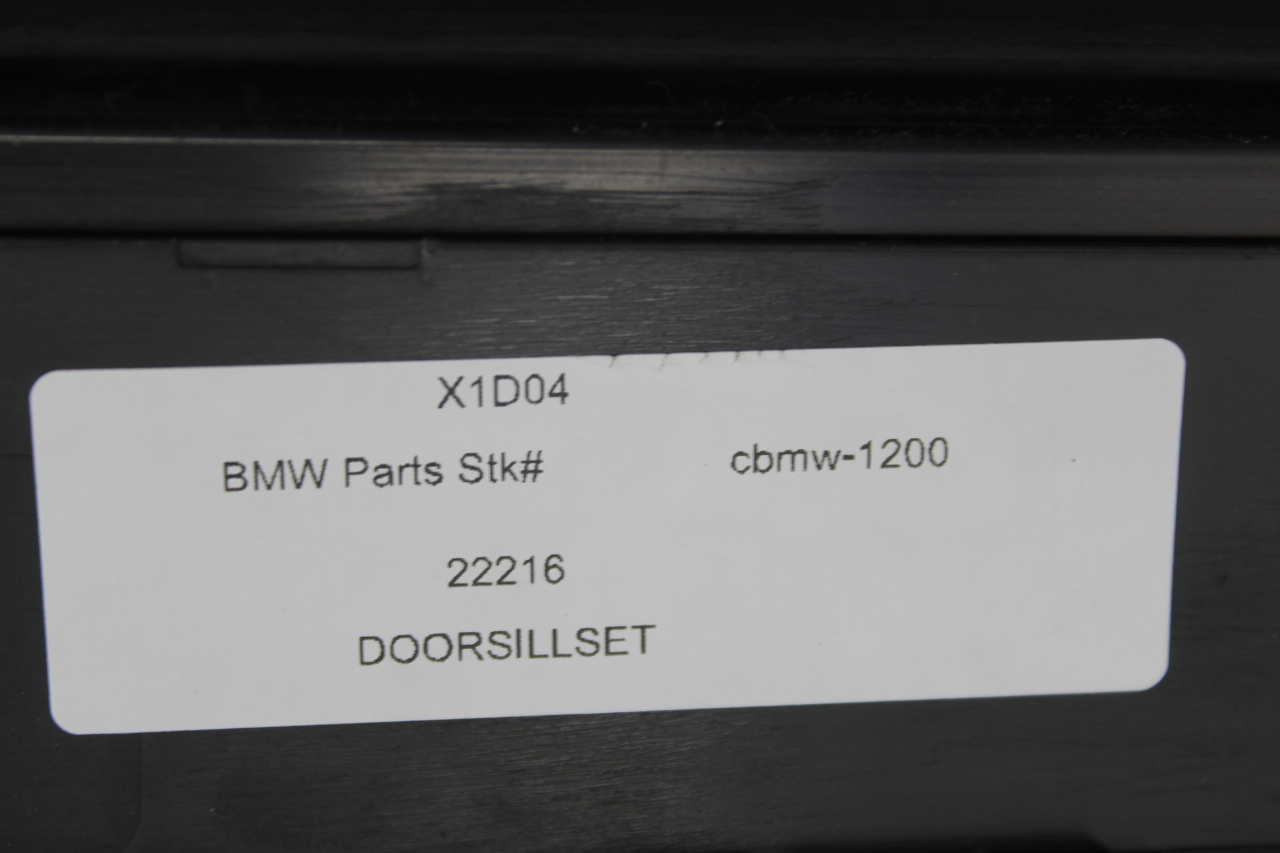 X1D04
BMW Parts Stk# cbmw-1200
22216
DOORSILLSET